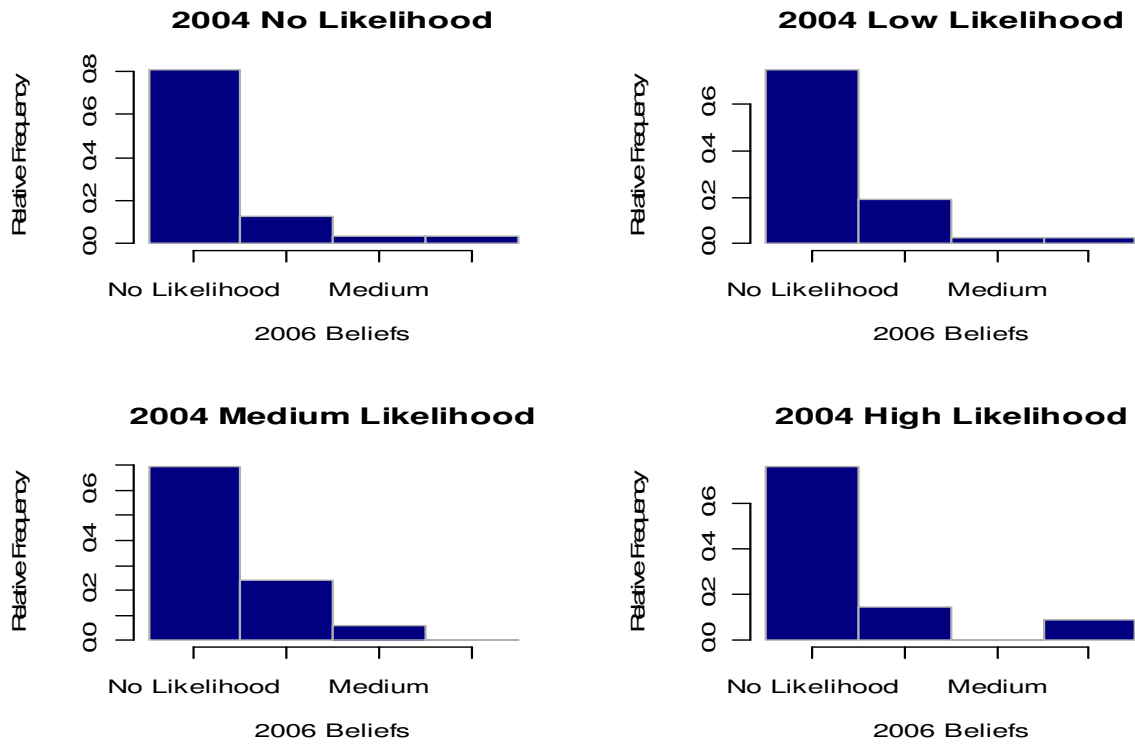 2004 No Likelihood
Relative Frequency
0.8
0.6
0.4
0.2
0.0
No Likelihood Medium
2006 Beliefs
2004 Low Likelihood
Relative Frequency
0.6
0.4
0.2
0.0
No Likelihood Medium
2006 Beliefs
2004 Medium Likelihood
Relative Frequency
0.6
0.4
0.2
0.0
No Likelihood Medium
2006 Beliefs
2004 High Likelihood
Relative Frequency
0.6
0.4
0.2
0.0
No Likelihood Medium
2006 Beliefs